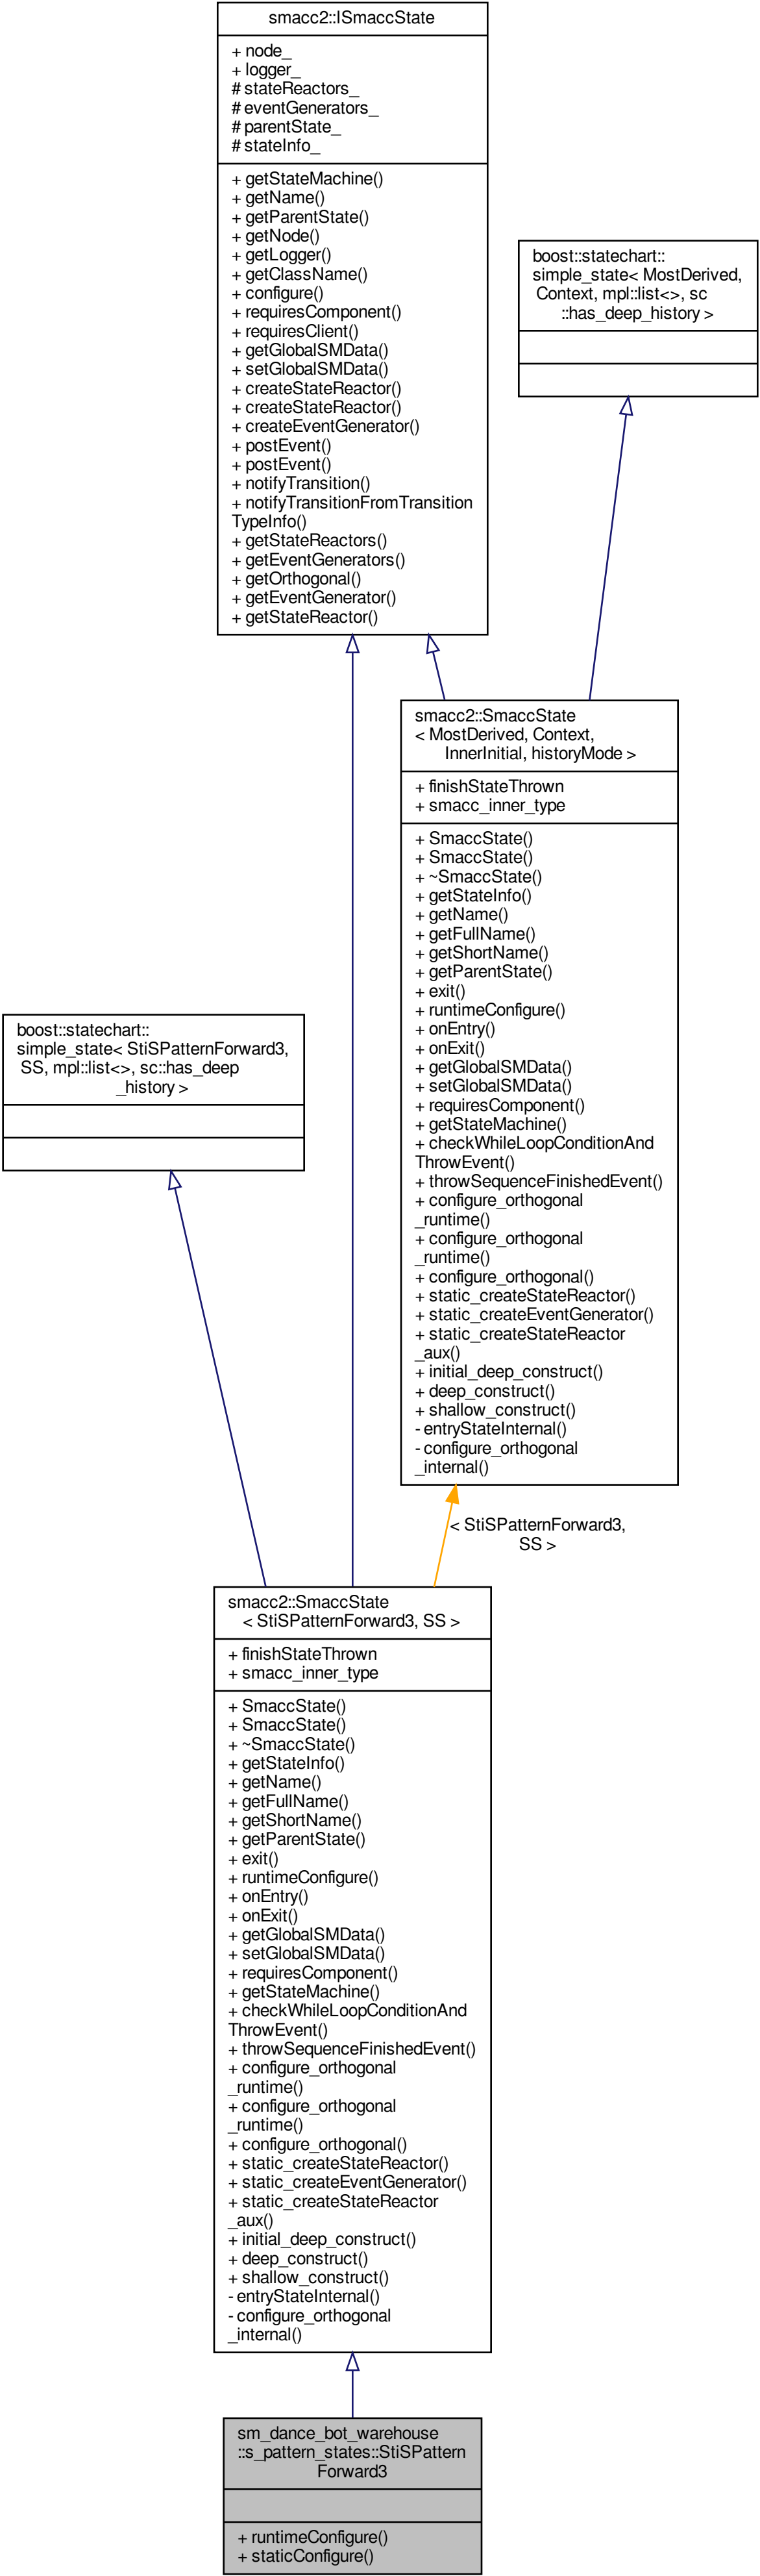 smacc2::ISmaccState
+ node_
+ logger_
# stateReactors_
# eventGenerators_
# parentState_
# stateInfo_
+ getStateMachine()
+ getName()
+ getParentState()
+ getNode()
+ getLogger()
+ getClassName()
+ configure()
+ requiresComponent()
+ requiresClient()
+ getGlobalSMData()
+ setGlobalSMData()
+ createStateReactor()
+ createStateReactor()
+ createEventGenerator()
+ postEvent()
+ postEvent()
+ notifyTransition()
+ notifyTransitionFromTransition
TypeInfo()
+ getStateReactors()
+ getEventGenerators()
+ getOrthogonal()
+ getEventGenerator()
+ getStateReactor()
boost::statechart::
simple_state< MostDerived,
Context, mpl::list<>, sc
::has_deep_history >
smacc2::SmaccState
< MostDerived, Context,
InnerInitial, historyMode >
+ finishStateThrown
+ smacc_inner_type
+ SmaccState()
+ SmaccState()
+ ~SmaccState()
+ getStateInfo()
+ getName()
+ getFullName()
+ getShortName()
+ getParentState()
+ exit()
+ runtimeConfigure()
+ onEntry()
+ onExit()
+ getGlobalSMData()
+ setGlobalSMData()
+ requiresComponent()
+ getStateMachine()
+ checkWhileLoopConditionAnd
ThrowEvent()
+ throwSequenceFinishedEvent()
+ configure_orthogonal
_runtime()
+ configure_orthogonal
_runtime()
+ configure_orthogonal()
+ static_createStateReactor()
+ static_createEventGenerator()
+ static_createStateReactor
_aux()
+ initial_deep_construct()
+ deep_construct()
+ shallow_construct()
- entryStateInternal()
- configure_orthogonal
_internal()
boost::statechart::
simple_state< StiSPatternForward3,
SS, mpl::list<>, sc::has_deep
_history >
< StiSPatternForward3,
SS >
smacc2::SmaccState
< StiSPatternForward3, SS >
+ finishStateThrown
+ smacc_inner_type
+ SmaccState()
+ SmaccState()
+ ~SmaccState()
+ getStateInfo()
+ getName()
+ getFullName()
+ getShortName()
+ getParentState()
+ exit()
+ runtimeConfigure()
+ onEntry()
+ onExit()
+ getGlobalSMData()
+ setGlobalSMData()
+ requiresComponent()
+ getStateMachine()
+ checkWhileLoopConditionAnd
ThrowEvent()
+ throwSequenceFinishedEvent()
+ configure_orthogonal
_runtime()
+ configure_orthogonal
_runtime()
+ configure_orthogonal()
+ static_createStateReactor()
+ static_createEventGenerator()
+ static_createStateReactor
_aux()
+ initial_deep_construct()
+ deep_construct()
+ shallow_construct()
- entryStateInternal()
- configure_orthogonal
_internal()
sm_dance_bot_warehouse
::s_pattern_states::StiSPattern
Forward3
+ runtimeConfigure()
+ staticConfigure()